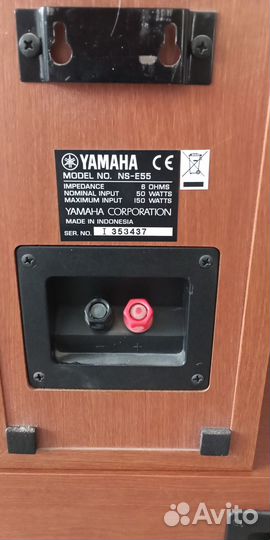 YAMAHA CE
MODEL NO. NS-E55
IMPEDANCE 6 OHMS
NOMINAL INPUT 50 WATTS
MAXIMUM INPUT 150 WATTS
YAMAHA CORPORATION
MADE IN INDONESIA
SER. NO. I 353437
− +
Avito